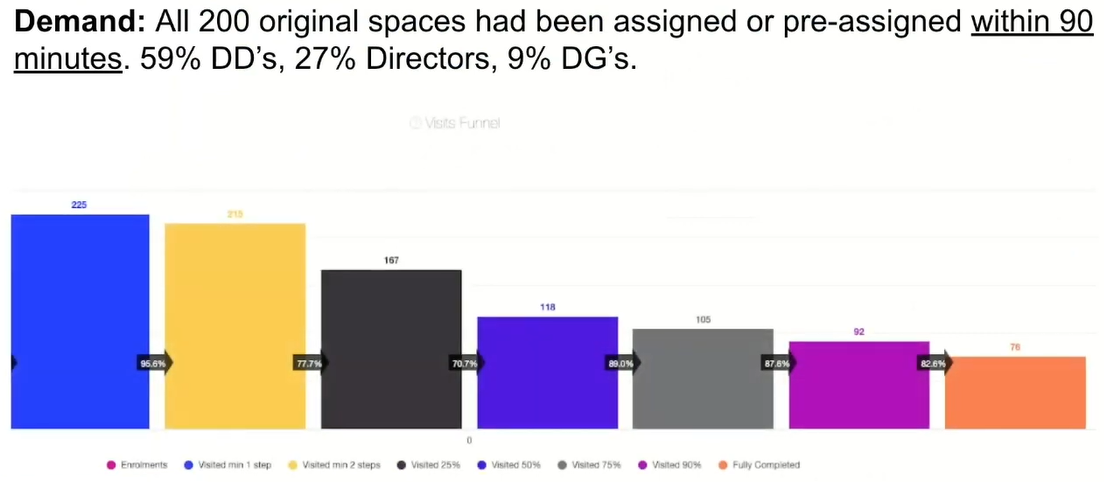 Demand: All 200 original spaces had been assigned or pre-assigned within 90
minutes. 59% DD’s, 27% Directors, 9% DG’s.
Visits Funnel
225
215
167
118
105
92
76
95.6%
77.7%
70.7%
89.0%
87.6%
82.6%
0
Enrolments
Visited min 1 step
Visited min 2 steps
Visited 25%
Visited 50%
Visited 75%
Visited 90%
Fully Completed